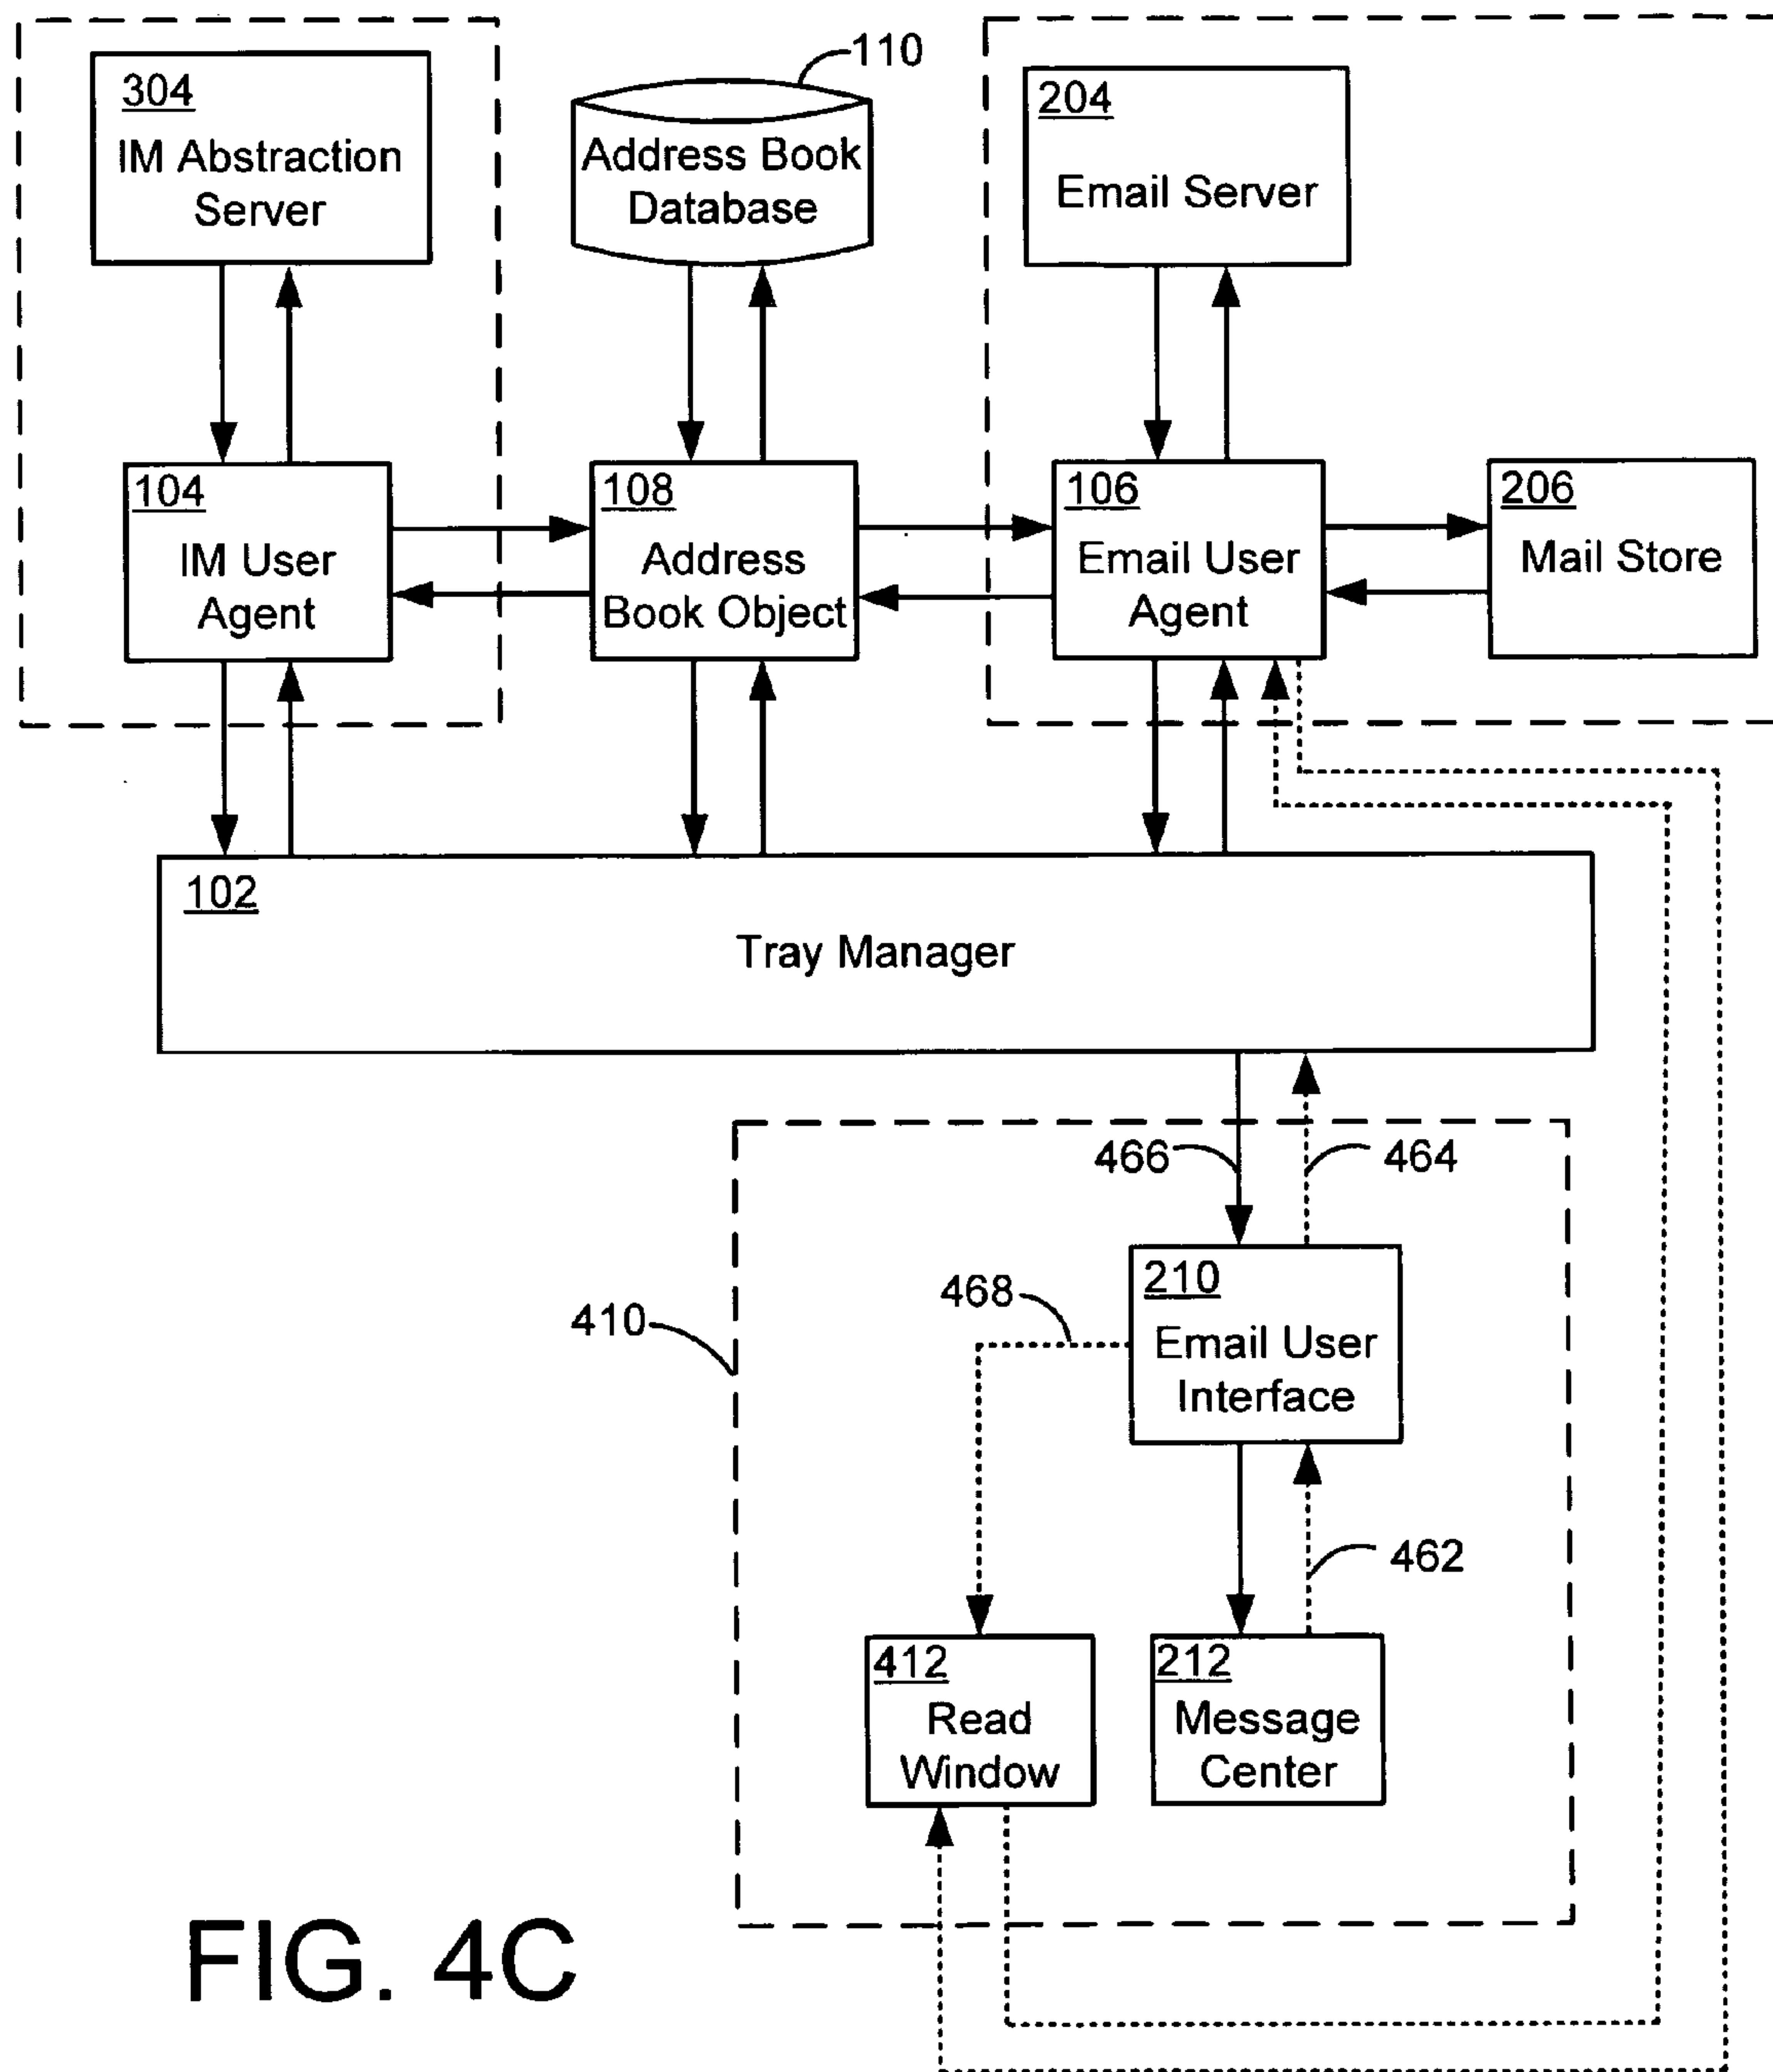 110
304
IM Abstraction
Server
Address Book
Database
204
Email Server
104
IM User
Agent
108
Address
Book Object
106
Email User
Agent
206
Mail Store
102
Tray Manager
466
464
468
210
Email User
Interface
410
462
412
Read
Window
212
Message
Center
FIG. 4C